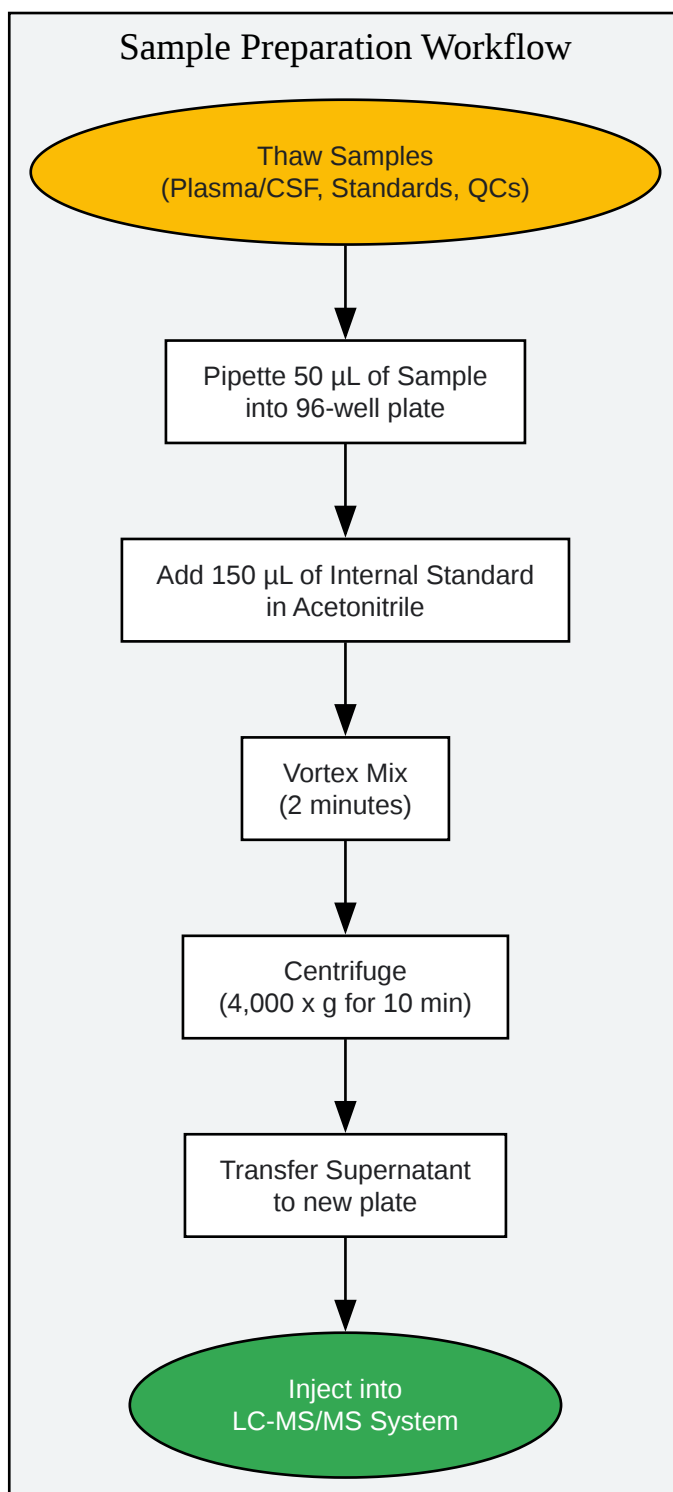 Sample Preparation Workflow
Thaw Samples
(Plasma/CSF, Standards, QCs)
Pipette 50 µL of Sample
into 96-well plate
Add 150 µL of Internal Standard
in Acetonitrile
Vortex Mix
(2 minutes)
Centrifuge
(4,000 x g for 10 min)
Transfer Supernatant
to new plate
Inject into
LC-MS/MS System